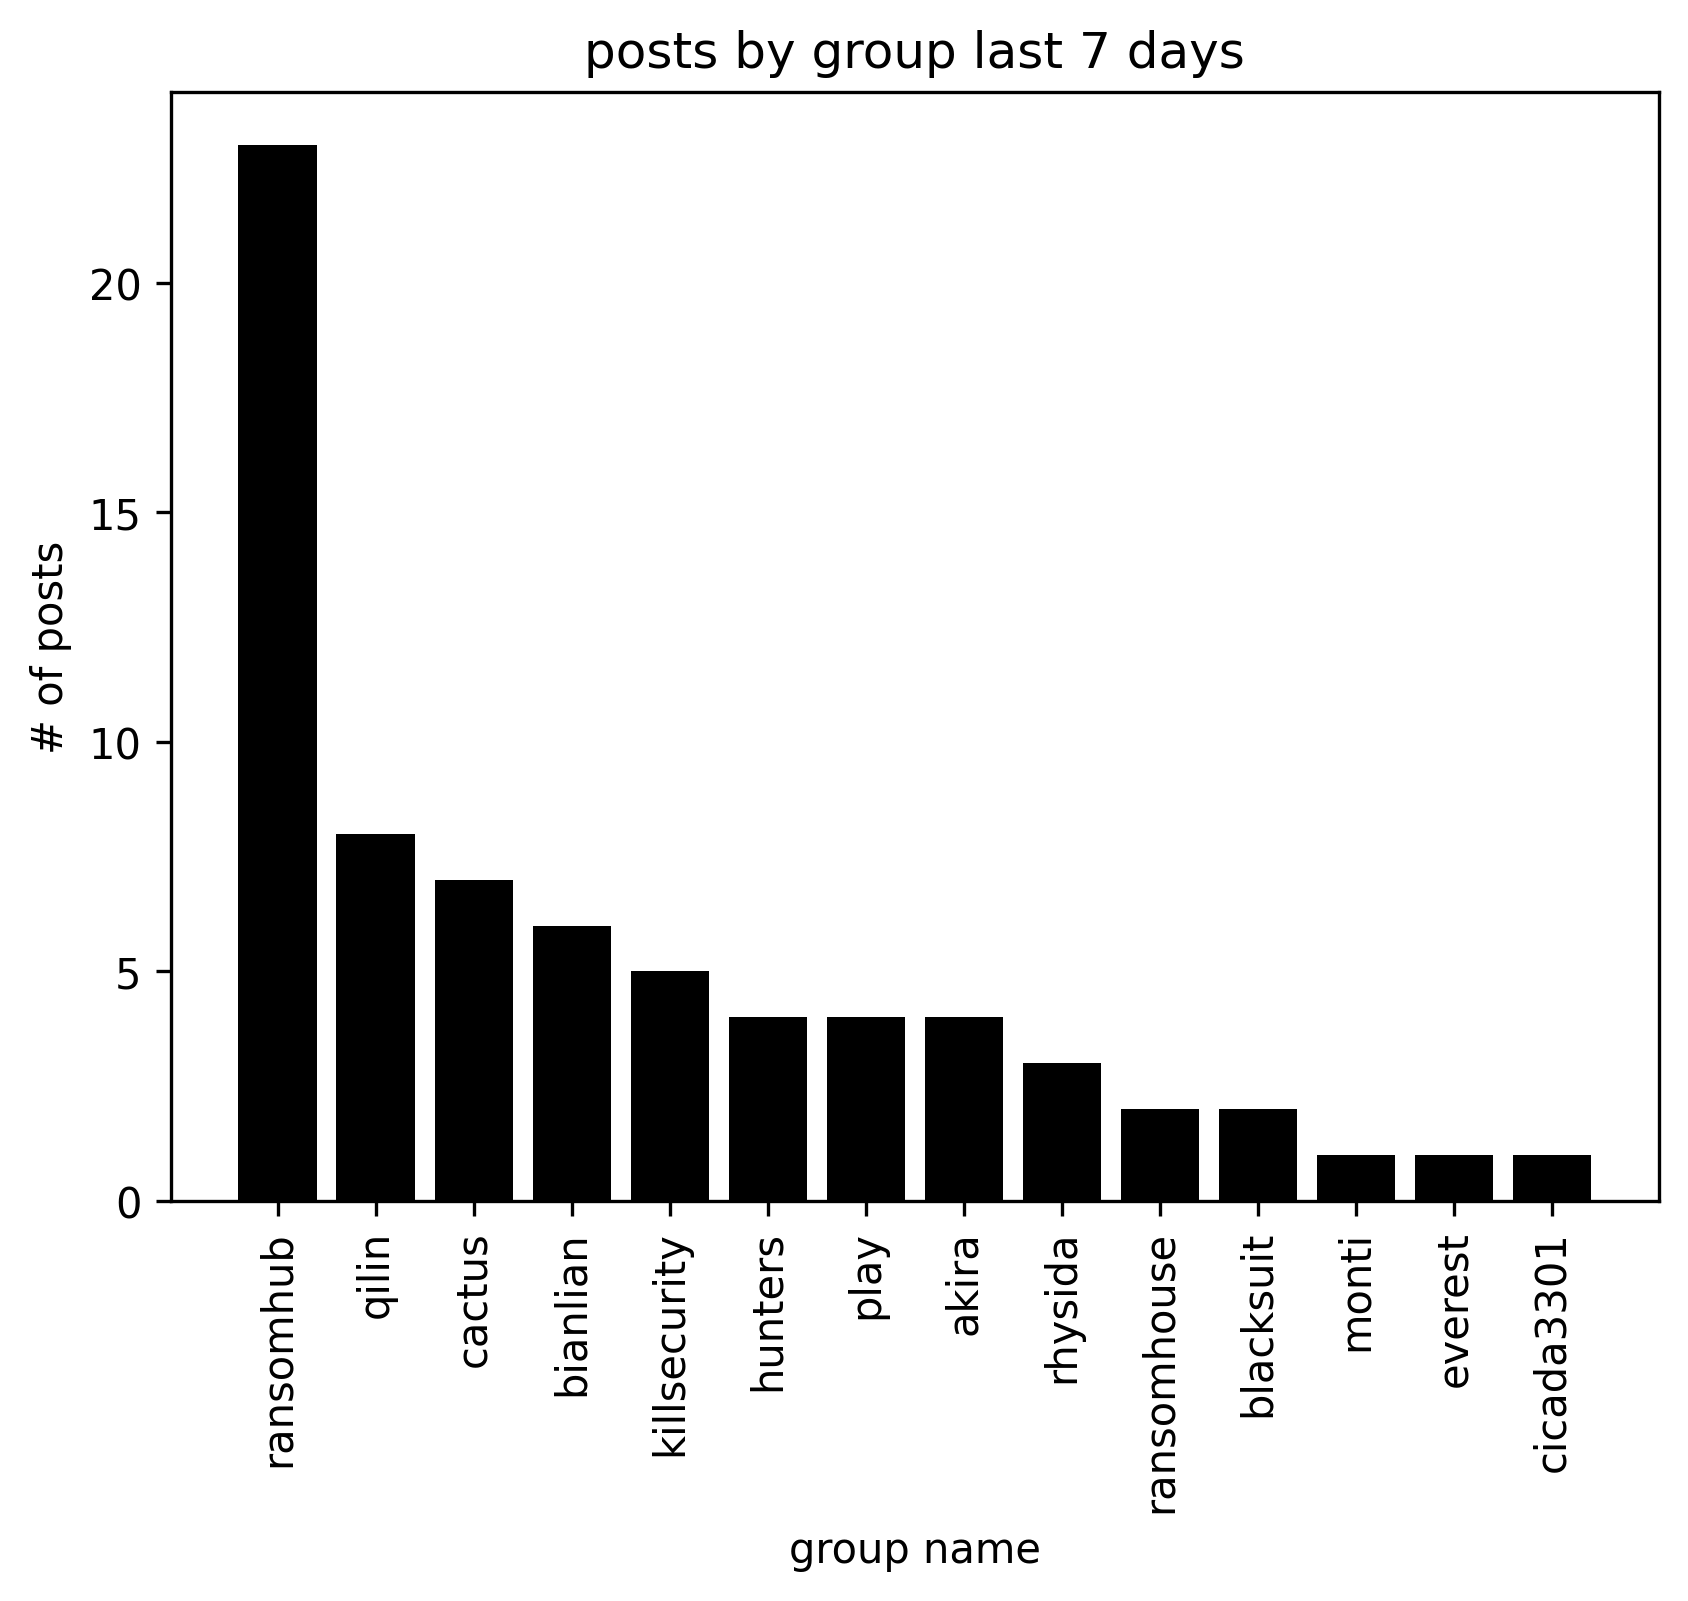 posts by group last 7 days
# of posts
20
15
10
5
0
ransomhub
qilin
cactus
bianlian
killsecurity
hunters
play
akira
rhysida
ransomhouse
blacksuit
monti
everest
cicada3301
group name